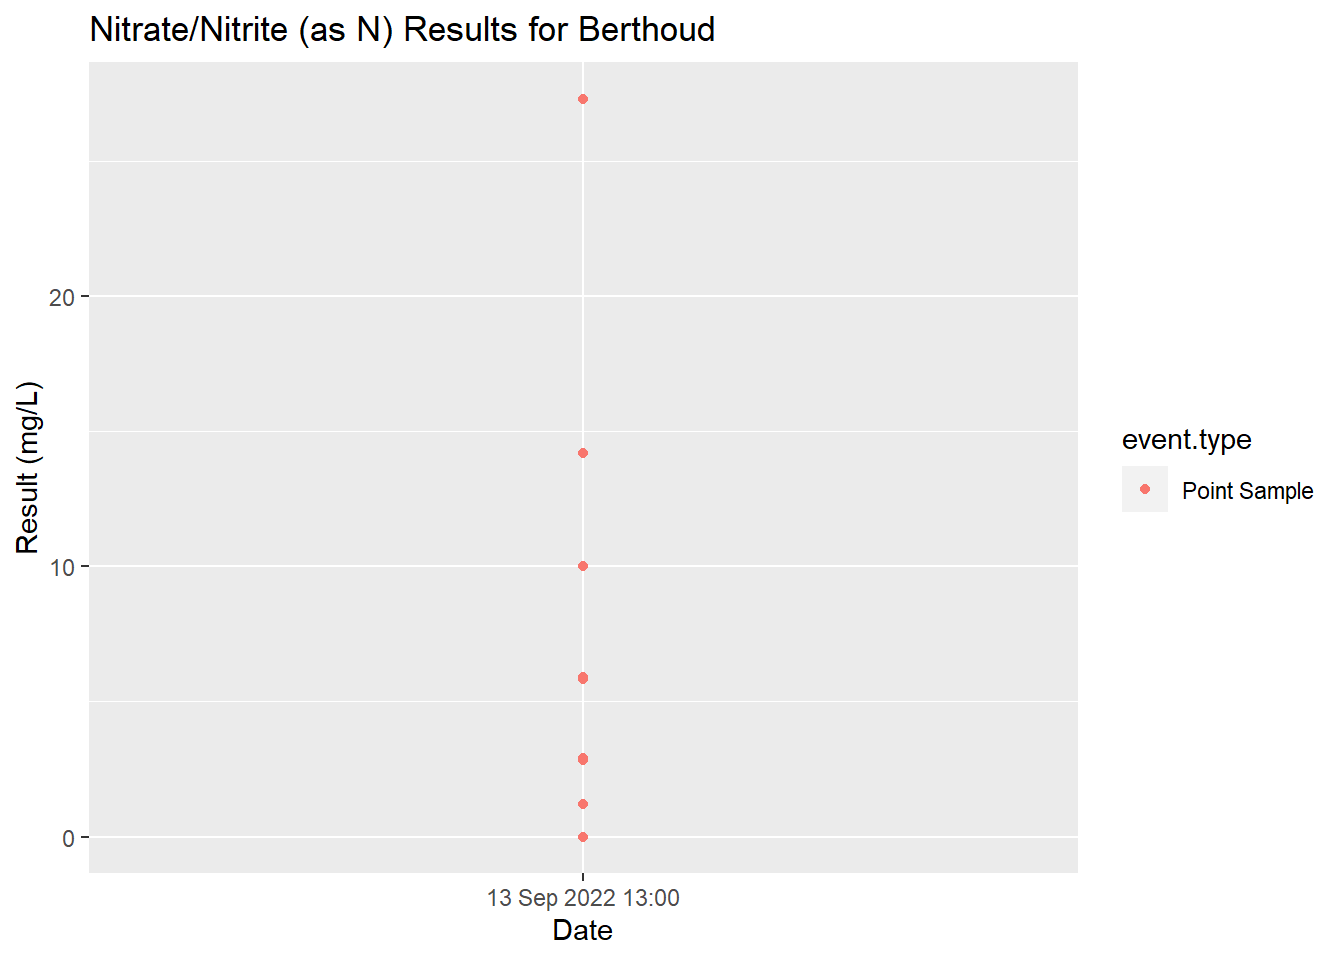 Nitrate/Nitrite (as N) Results for Berthoud
Result (mg/L)
20
10
0
13 Sep 2022 13:00
Date
event.type
Point Sample